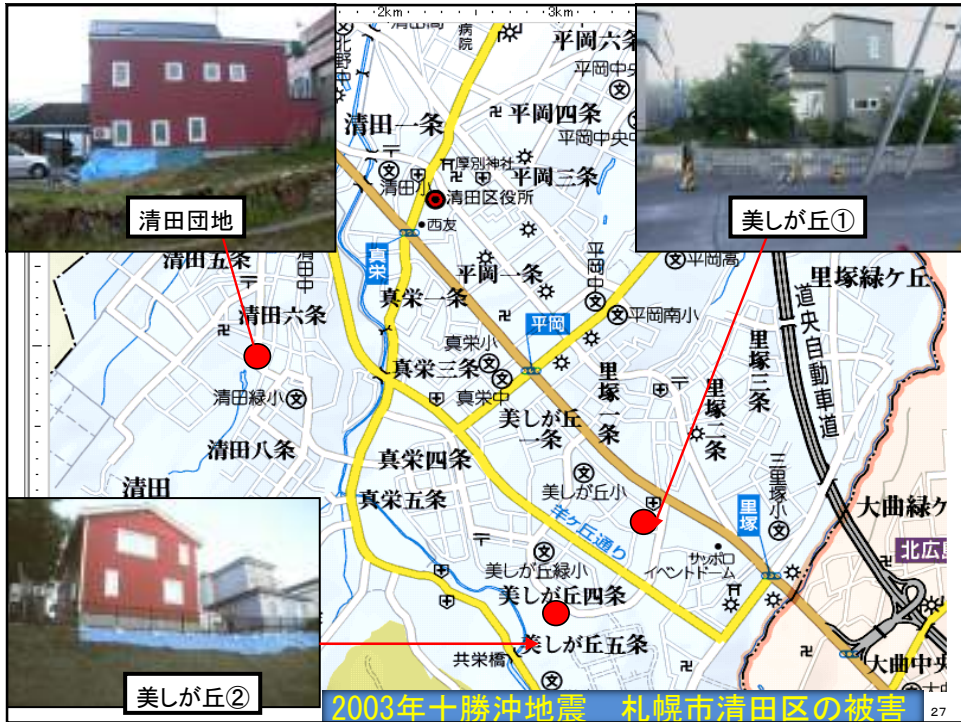 2km
3km
清田団地
美しが丘①
美しが丘②
北野中
病院
平岡六条
平岡中央
平岡四条
平岡中央中
清田一条
厚別神社
平岡三条
清田小
清田区役所
西友
真栄
平岡一条
平岡中
平岡高
里塚緑ケ丘
清田五条
清田中
真栄一条
清田六条
平岡
平岡南小
道央自動車道
真栄小
真栄三条
真栄中
里塚一条
里塚二条
里塚三条
清田緑小
美しが丘
一条
清田八条
真栄四条
三里塚小
清田
真栄五条
美しが丘小
里塚
大曲緑ケ
羊ケ丘通り
サッポロ
イベントドーム
北広島
美しが丘緑小
美しが丘四条
美しが丘五条
共栄橋
大曲中央
2003年十勝沖地震 札幌市清田区の被害
27